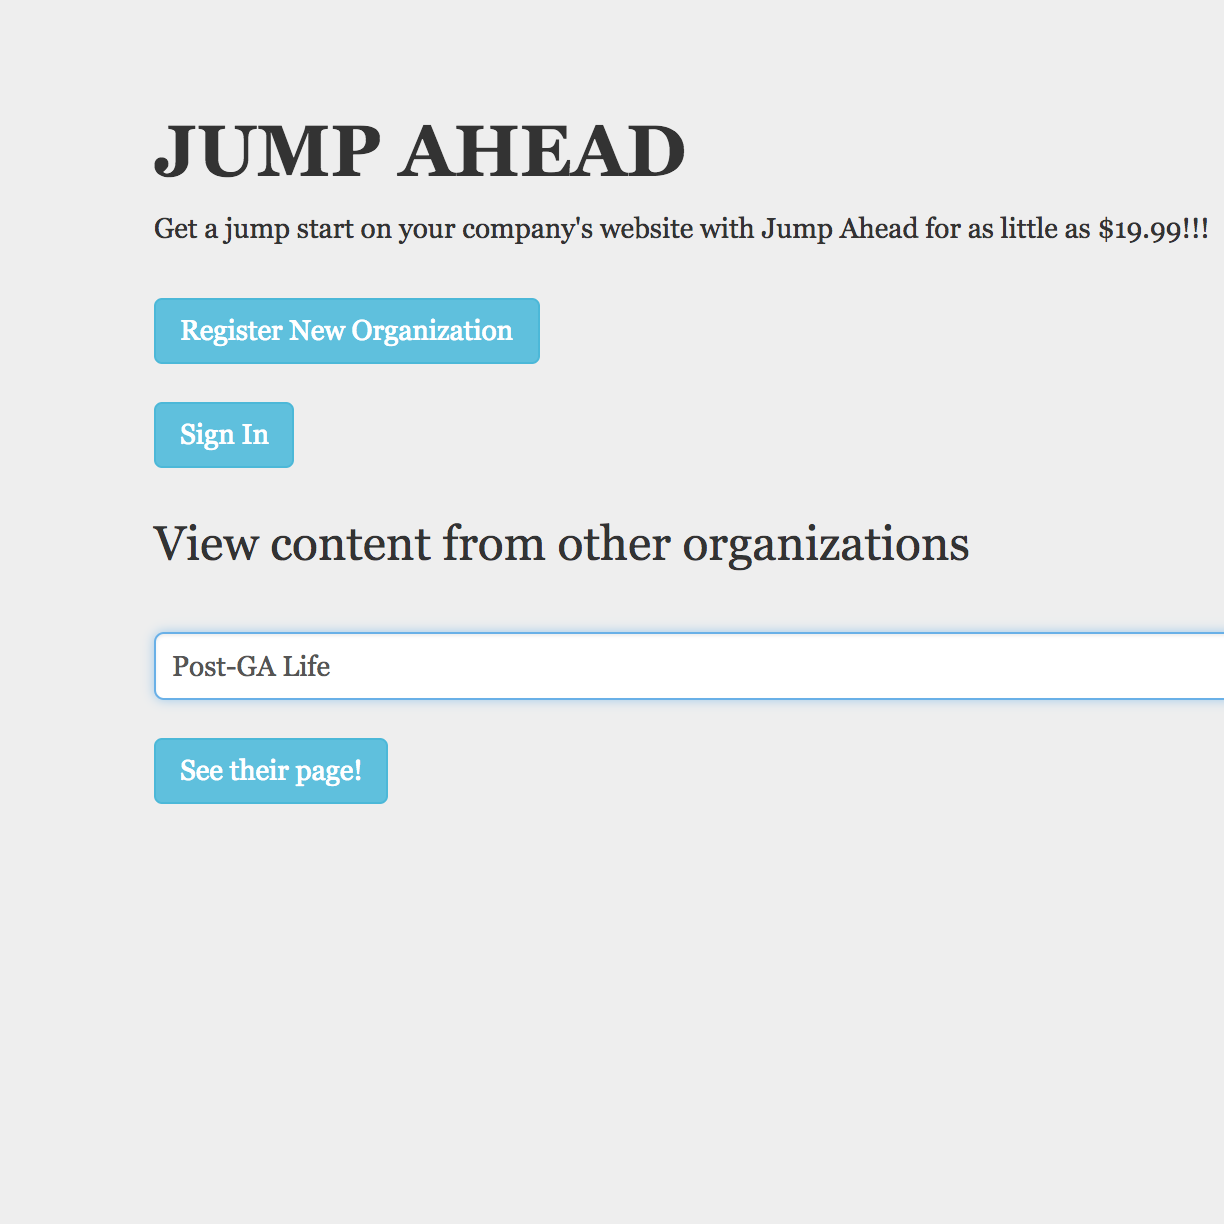 JUMP AHEAD
Get a jump start on your company's website with Jump Ahead for as little as $19.99!!!
Register New Organization
Sign In
View content from other organizations
Post-GA Life
See their page!